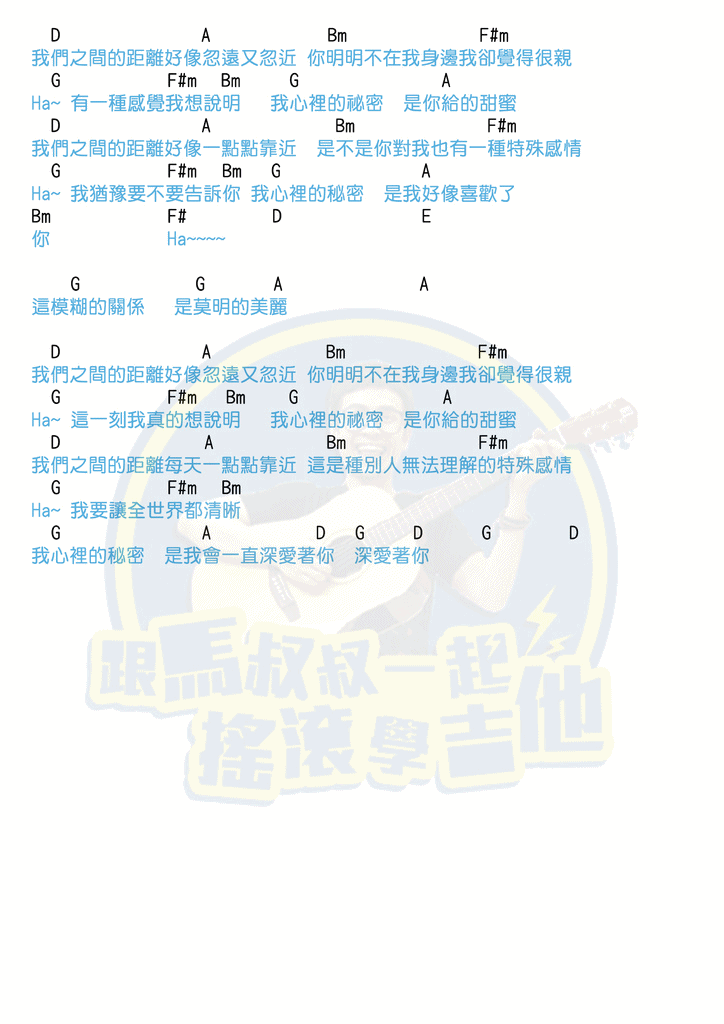 D A Bm F#m
我們之間的距離好像忽遠又忽近 你明明不在我身邊我卻覺得很親
G F#m Bm G A
Ha~ 有一種感覺我想說明 我心裡的祕密 是你給的甜蜜
D A Bm F#m
我們之間的距離好像一點點靠近 是不是你對我也有一種特殊感情
G F#m Bm G A
Ha~ 我猶豫要不要告訴你 我心裡的秘密 是我好像喜歡了
Bm F# D E
你 Ha~~~~
G G A A
這模糊的關係 是莫明的美麗
D A Bm F#m
我們之間的距離好像忽遠又忽近 你明明不在我身邊我卻覺得很親
G F#m Bm G A
Ha~ 這一刻我真的想說明 我心裡的祕密 是你給的甜蜜
D A Bm F#m
我們之間的距離每天一點點靠近 這是種別人無法理解的特殊感情
G F#m Bm
Ha~ 我要讓全世界都清晰
G A D G D G D
我心裡的秘密 是我會一直深愛著你 深愛著你
跟馬叔叔一起
搖滾學吉他